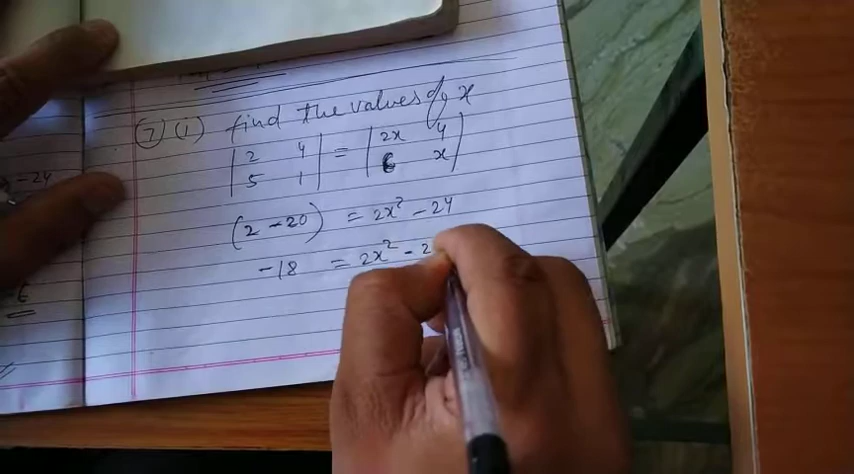 (7) (i) find the values of x
| 2 4 | = | 2x 4 |
| 5 1 | | 6 x |
(2 - 20) = 2x² - 24
-18 = 2x² - 2
- 24